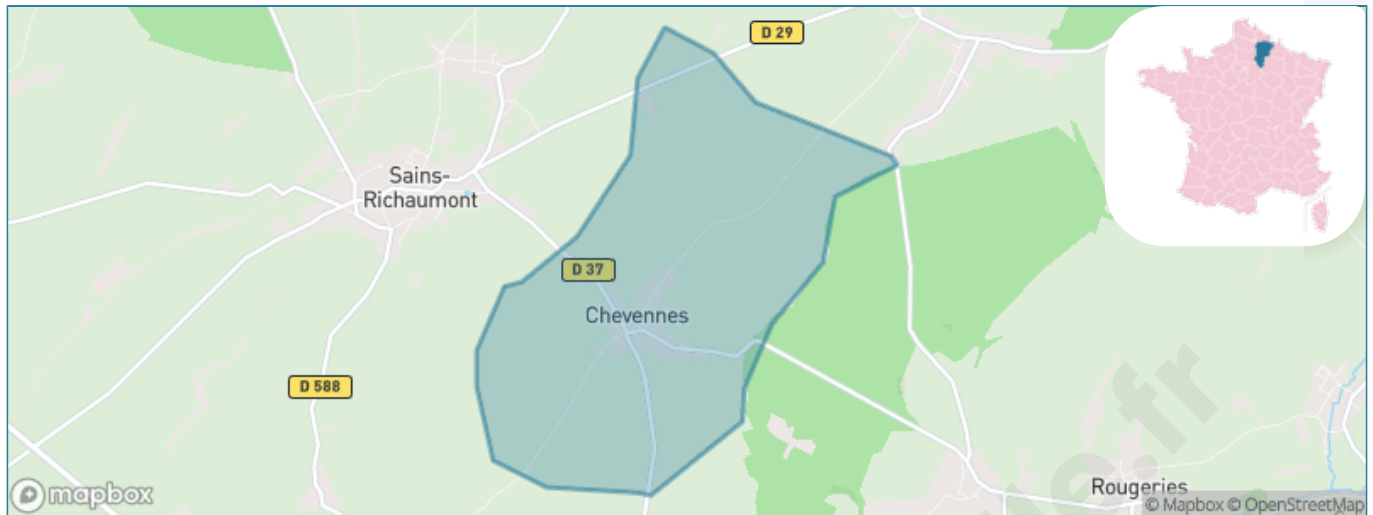 D 29
Sains-
Richaumont
D 37
Chevennes
D 588
Rougeries
mapbox
© Mapbox © OpenStreetMap